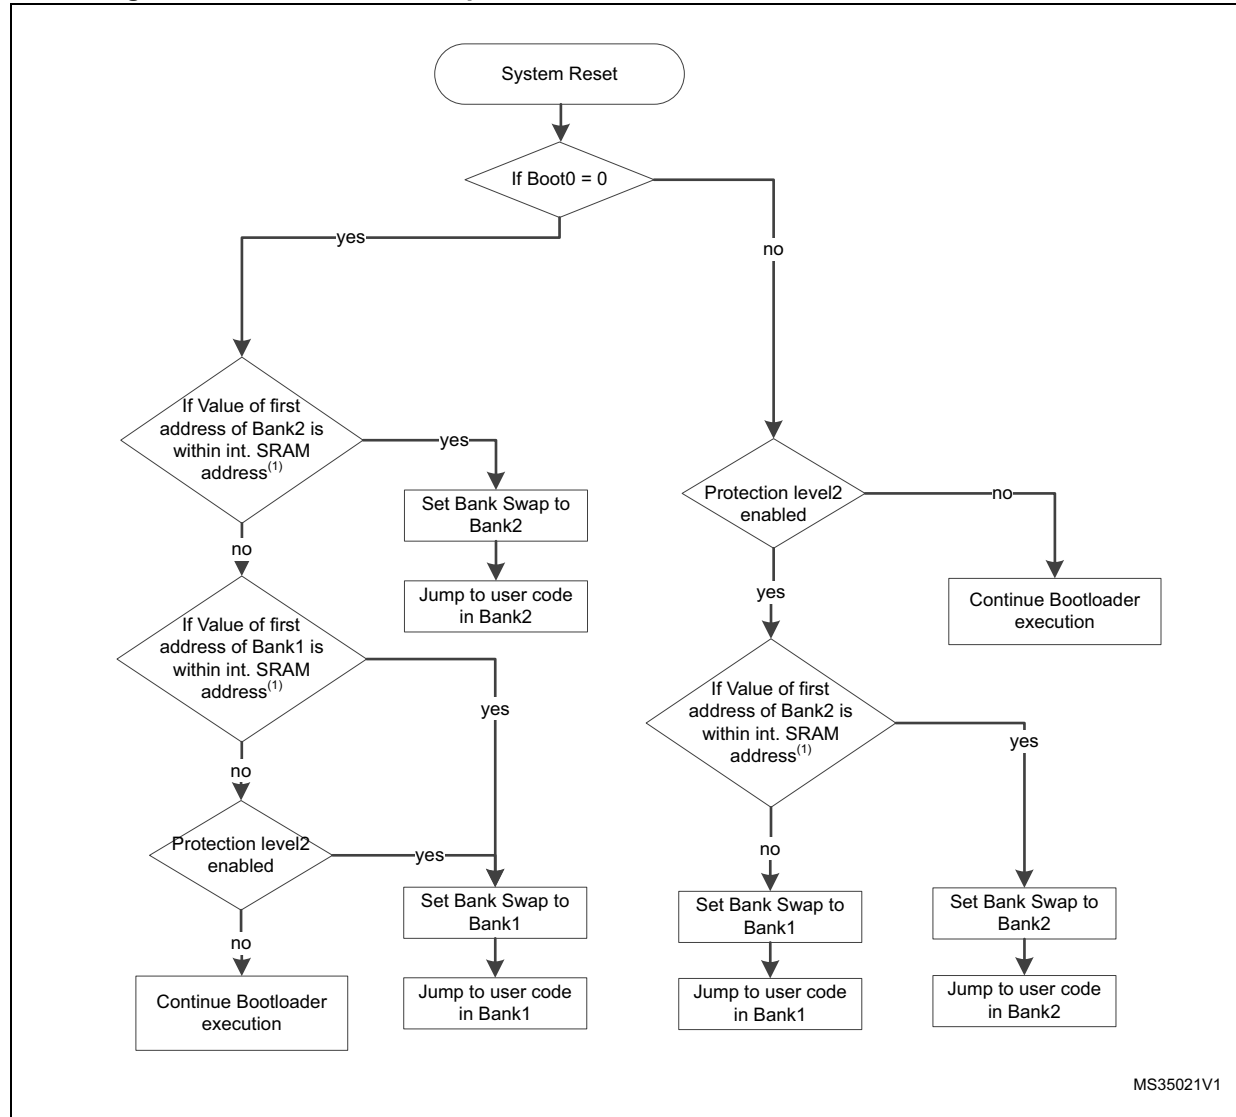 System Reset
If Boot0 = 0
yes
no
If Value of first
address of Bank2 is
within int. SRAM
address(1)
yes
Set Bank Swap to
Bank2
Jump to user code
in Bank2
no
If Value of first
address of Bank1 is
within int. SRAM
address(1)
yes
no
Protection level2
enabled
yes
Set Bank Swap to
Bank1
Jump to user code
in Bank1
no
Continue Bootloader
execution
Protection level2
enabled
no
Continue Bootloader
execution
yes
If Value of first
address of Bank2 is
within int. SRAM
address(1)
yes
no
Set Bank Swap to
Bank1
Jump to user code
in Bank1
Set Bank Swap to
Bank2
Jump to user code
in Bank2
MS35021V1